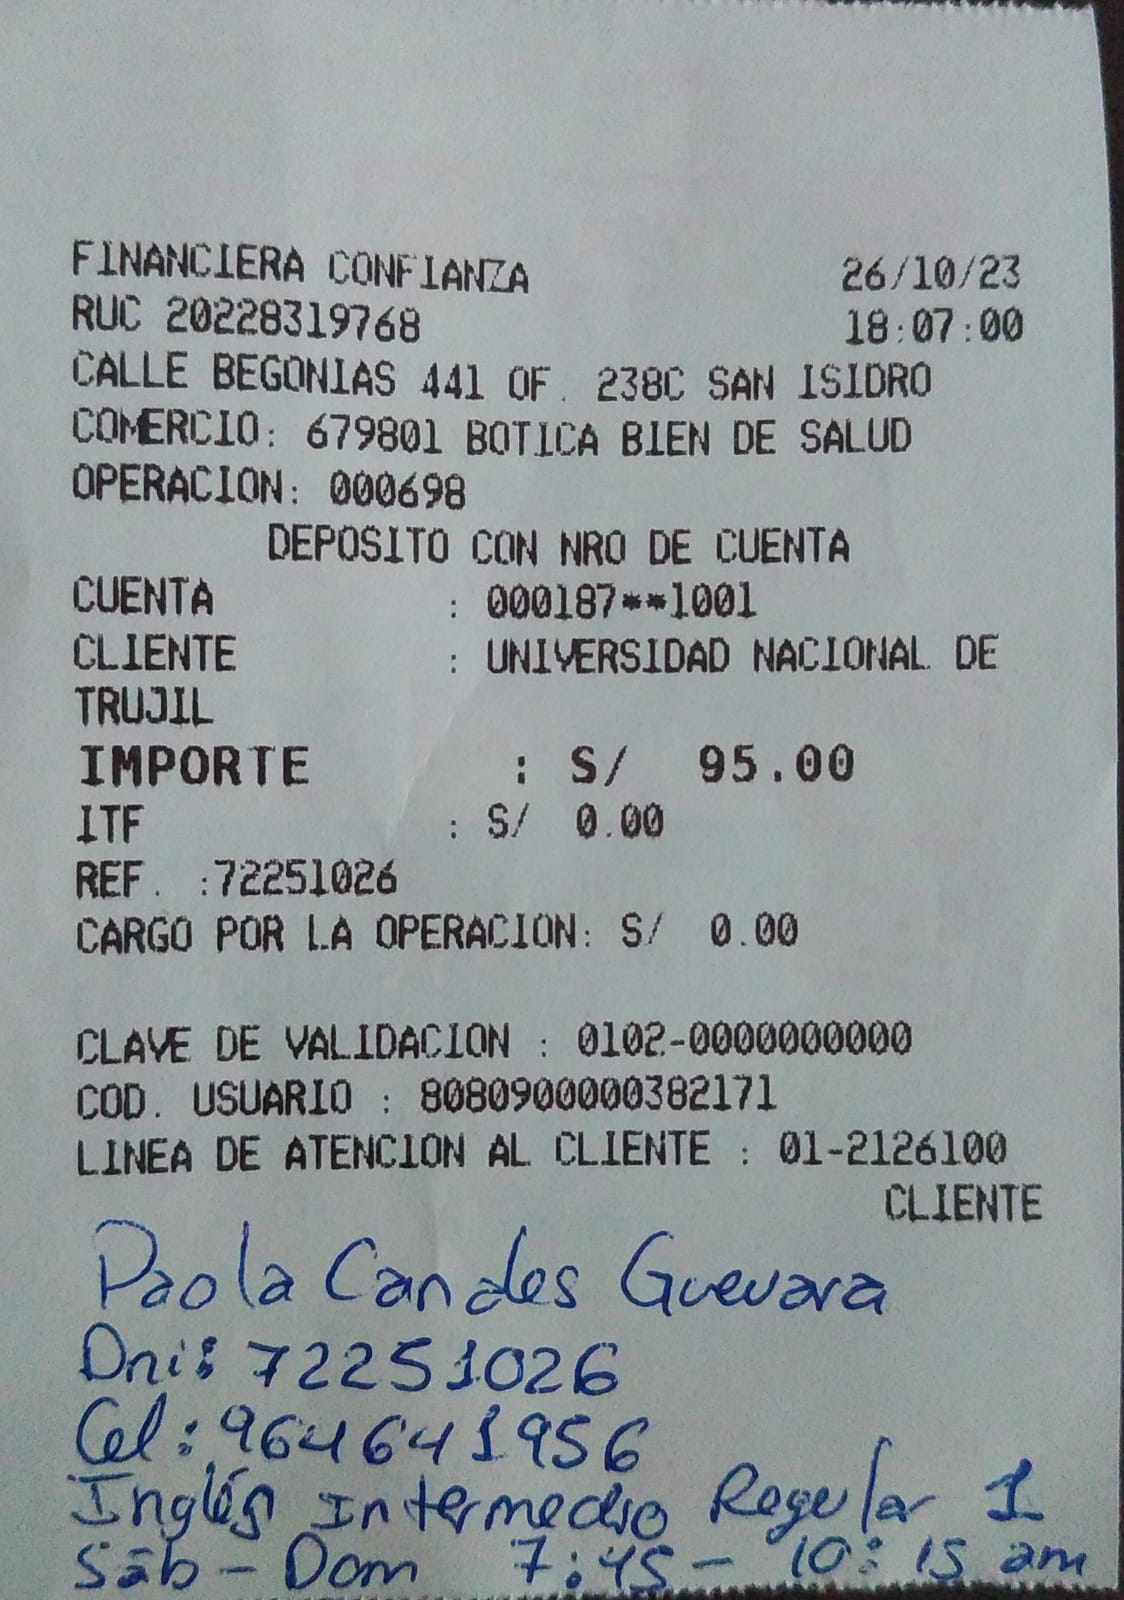 FINANCIERA CONFIANZA 26/10/23
RUC 20228319768 18:07:00
CALLE BEGONIAS 441 OF. 238C SAN ISIDRO
COMERCIO: 679801 BOTICA BIEN DE SALUD
OPERACION: 000698
DEPOSITO CON NRO DE CUENTA
CUENTA : 000187**1001
CLIENTE : UNIVERSIDAD NACIONAL DE
TRUJIL
IMPORTE : S/ 95.00
ITF : S/ 0.00
REF. :72251026
CARGO POR LA OPERACION: S/ 0.00
CLAVE DE VALIDACION : 0102-0000000000
COD. USUARIO : 8080900000382171
LINEA DE ATENCION AL CLIENTE : 01-2126100
CLIENTE
Paola Candes Guevara
Dni: 72251026
Cel: 964641956
Inglés Intermedio Regular 1
Sáb - Dom 7:45 - 10:15 am